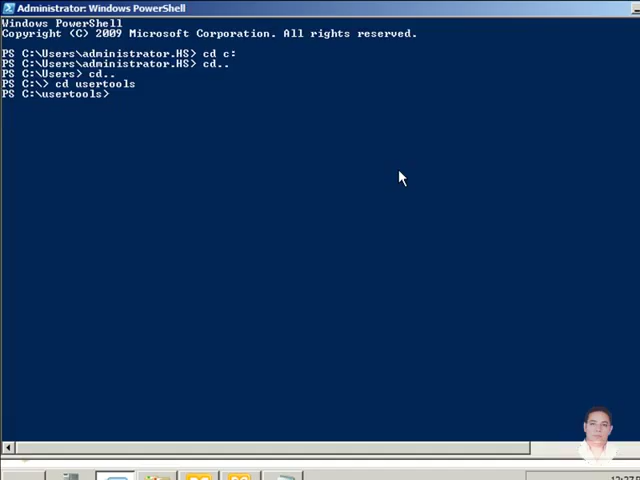 Administrator: Windows PowerShell
Windows PowerShell
Copyright (C) 2009 Microsoft Corporation. All rights reserved.
PS C:\Users\administrator.HS> cd c:
PS C:\Users\administrator.HS> cd..
PS C:\Users> cd..
PS C:\> cd usertools
PS C:\usertools>